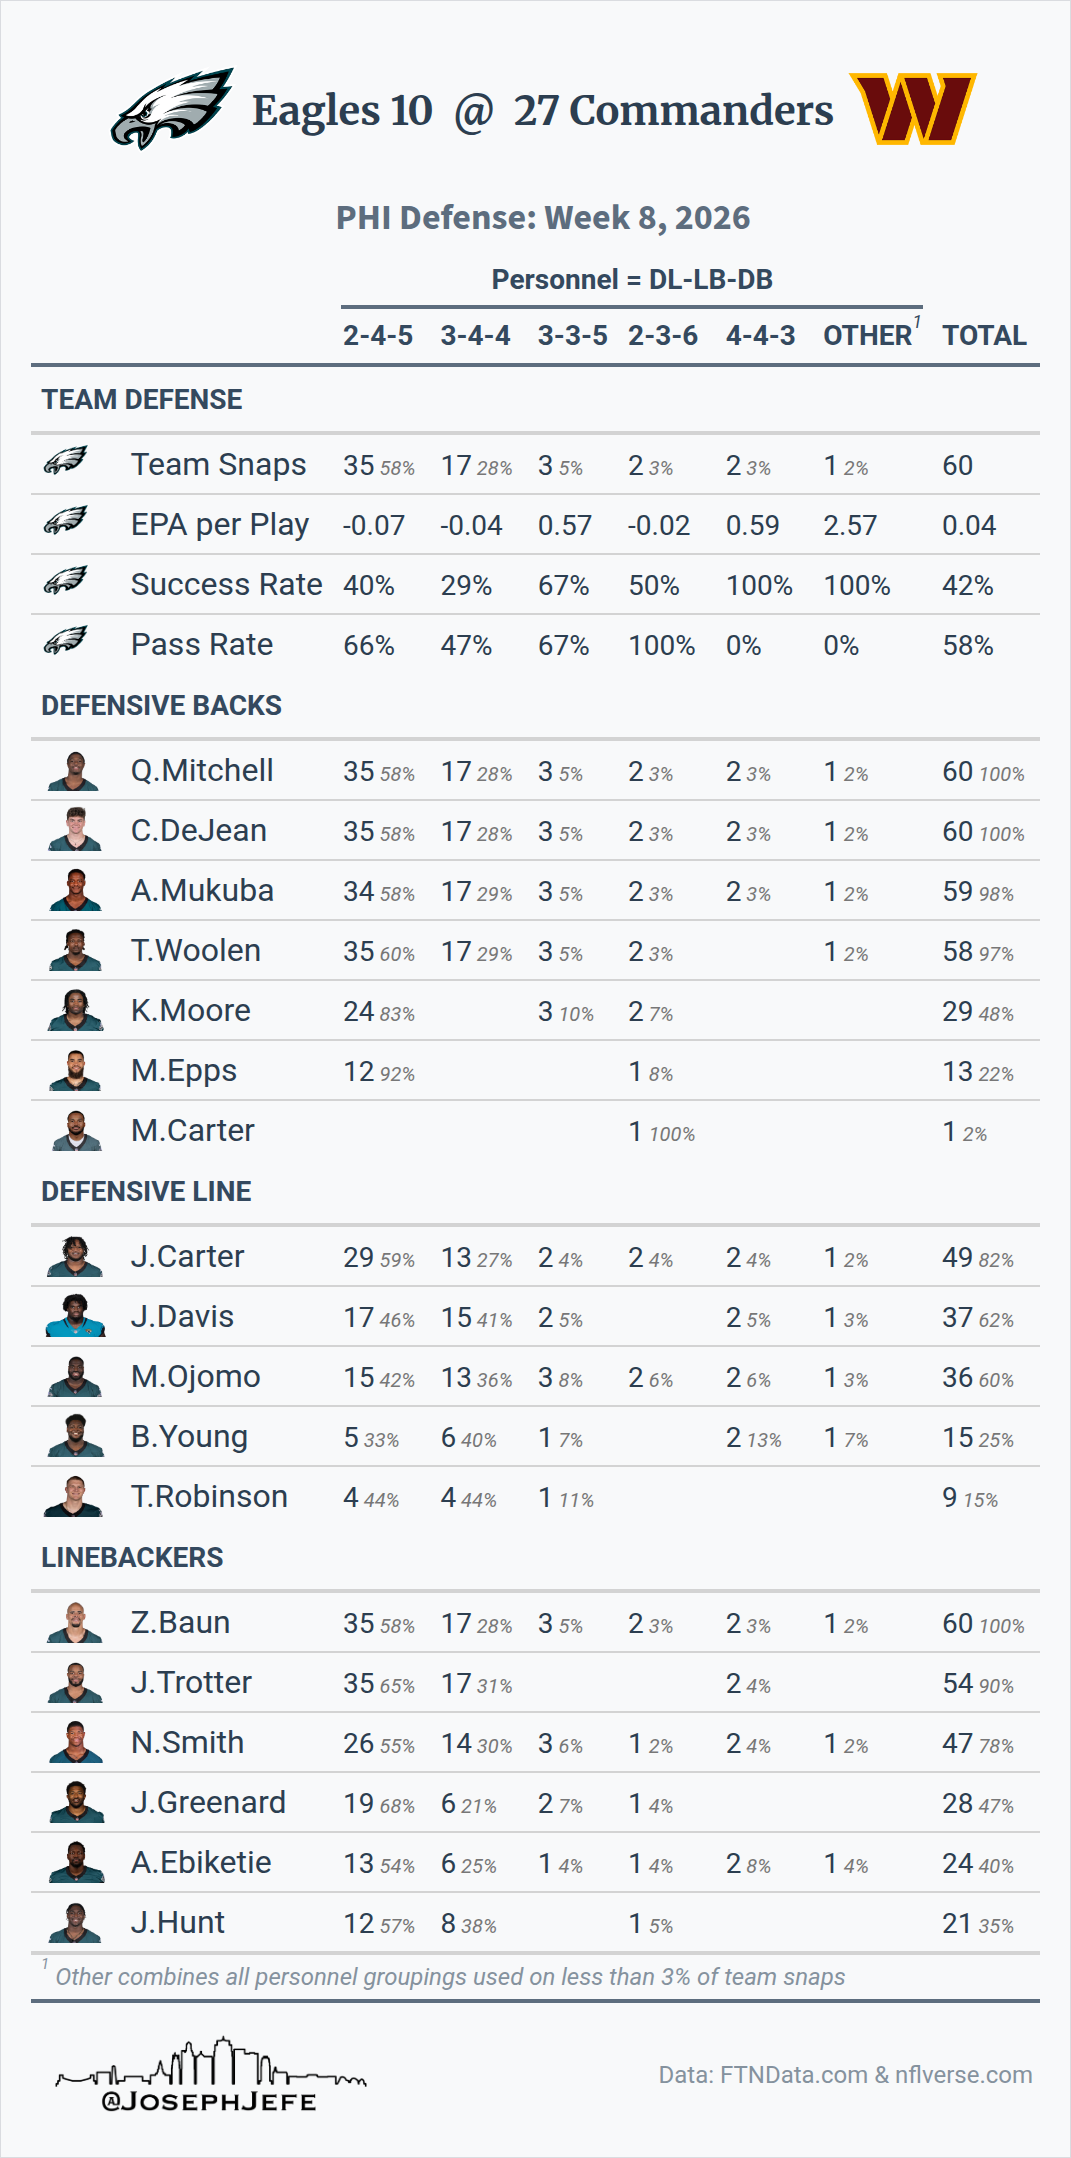 Eagles 10 @ 27 Commanders
PHI Defense: Week 8, 2026
Personnel = DL-LB-DB
2-4-5 3-4-4 3-3-5 2-3-6 4-4-3 OTHER1 TOTAL
TEAM DEFENSE
Team Snaps 35 58% 17 28% 3 5% 2 3% 2 3% 1 2% 60
EPA per Play -0.07 -0.04 0.57 -0.02 0.59 2.57 0.04
Success Rate 40% 29% 67% 50% 100% 100% 42%
Pass Rate 66% 47% 67% 100% 0% 0% 58%
DEFENSIVE BACKS
Q.Mitchell 35 58% 17 28% 3 5% 2 3% 2 3% 1 2% 60 100%
C.DeJean 35 58% 17 28% 3 5% 2 3% 2 3% 1 2% 60 100%
A.Mukuba 34 58% 17 29% 3 5% 2 3% 2 3% 1 2% 59 98%
T.Woolen 35 60% 17 29% 3 5% 2 3% 1 2% 58 97%
K.Moore 24 83% 3 10% 2 7% 29 48%
M.Epps 12 92% 1 8% 13 22%
M.Carter 1 100% 1 2%
DEFENSIVE LINE
J.Carter 29 59% 13 27% 2 4% 2 4% 2 4% 1 2% 49 82%
J.Davis 17 46% 15 41% 2 5% 2 5% 1 3% 37 62%
M.Ojomo 15 42% 13 36% 3 8% 2 6% 2 6% 1 3% 36 60%
B.Young 5 33% 6 40% 1 7% 2 13% 1 7% 15 25%
T.Robinson 4 44% 4 44% 1 11% 9 15%
LINEBACKERS
Z.Baun 35 58% 17 28% 3 5% 2 3% 2 3% 1 2% 60 100%
J.Trotter 35 65% 17 31% 2 4% 54 90%
N.Smith 26 55% 14 30% 3 6% 1 2% 2 4% 1 2% 47 78%
J.Greenard 19 68% 6 21% 2 7% 1 4% 28 47%
A.Ebiketie 13 54% 6 25% 1 4% 1 4% 2 8% 1 4% 24 40%
J.Hunt 12 57% 8 38% 1 5% 21 35%
1 Other combines all personnel groupings used on less than 3% of team snaps
@JOSEPHJEFE
Data: FTNData.com & nflverse.com